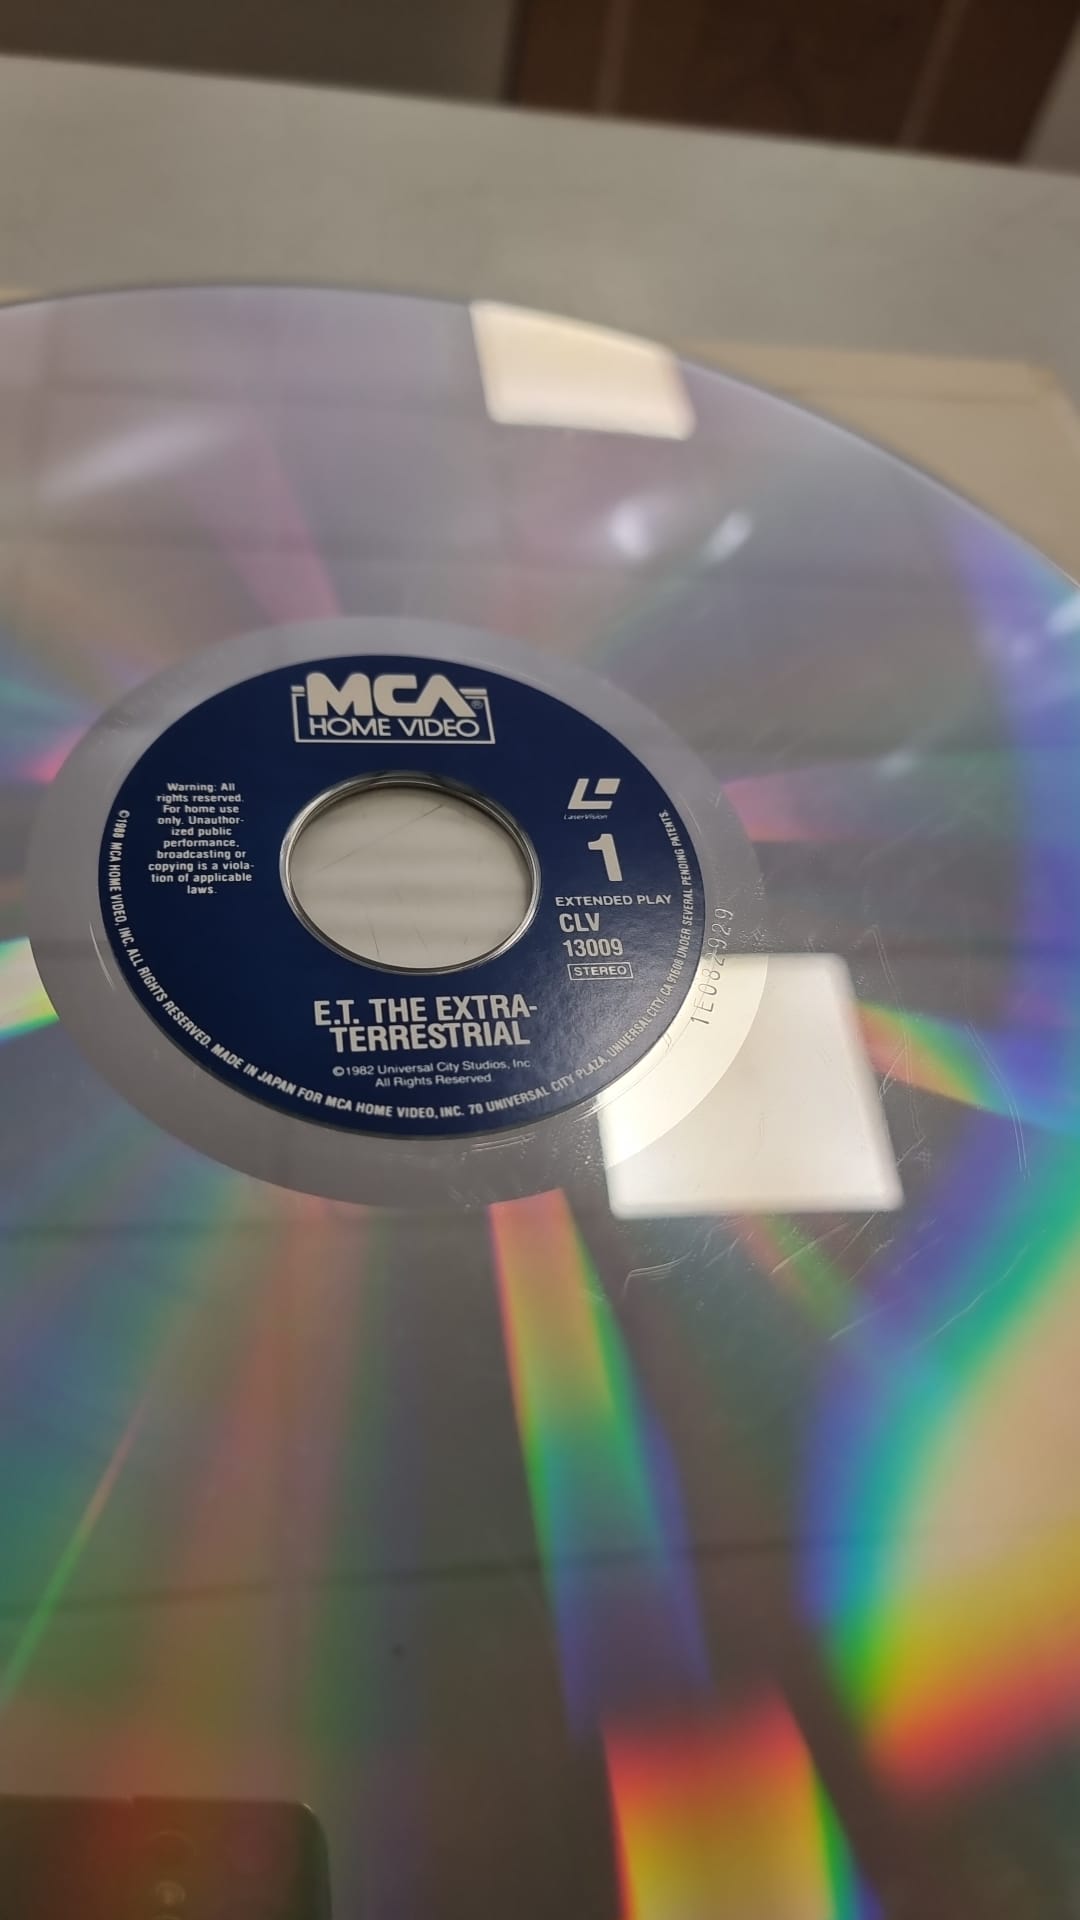 MCA®
HOME VIDEO
Warning: All
rights reserved.
For home use
only. Unauthor-
ized public
performance,
broadcasting or
copying is a viola-
tion of applicable
laws.
LaserVision
1
EXTENDED PLAY
CLV
13009
STEREO
E.T. THE EXTRA-
TERRESTRIAL
©1982 Universal City Studios, Inc.
All Rights Reserved.
©1988 MCA HOME VIDEO, INC. ALL RIGHTS RESERVED. MADE IN JAPAN FOR MCA HOME VIDEO, INC. 70 UNIVERSAL CITY PLAZA, UNIVERSAL CITY, CA 91608 UNDER SEVERAL PENDING PATENTS.
1E082929